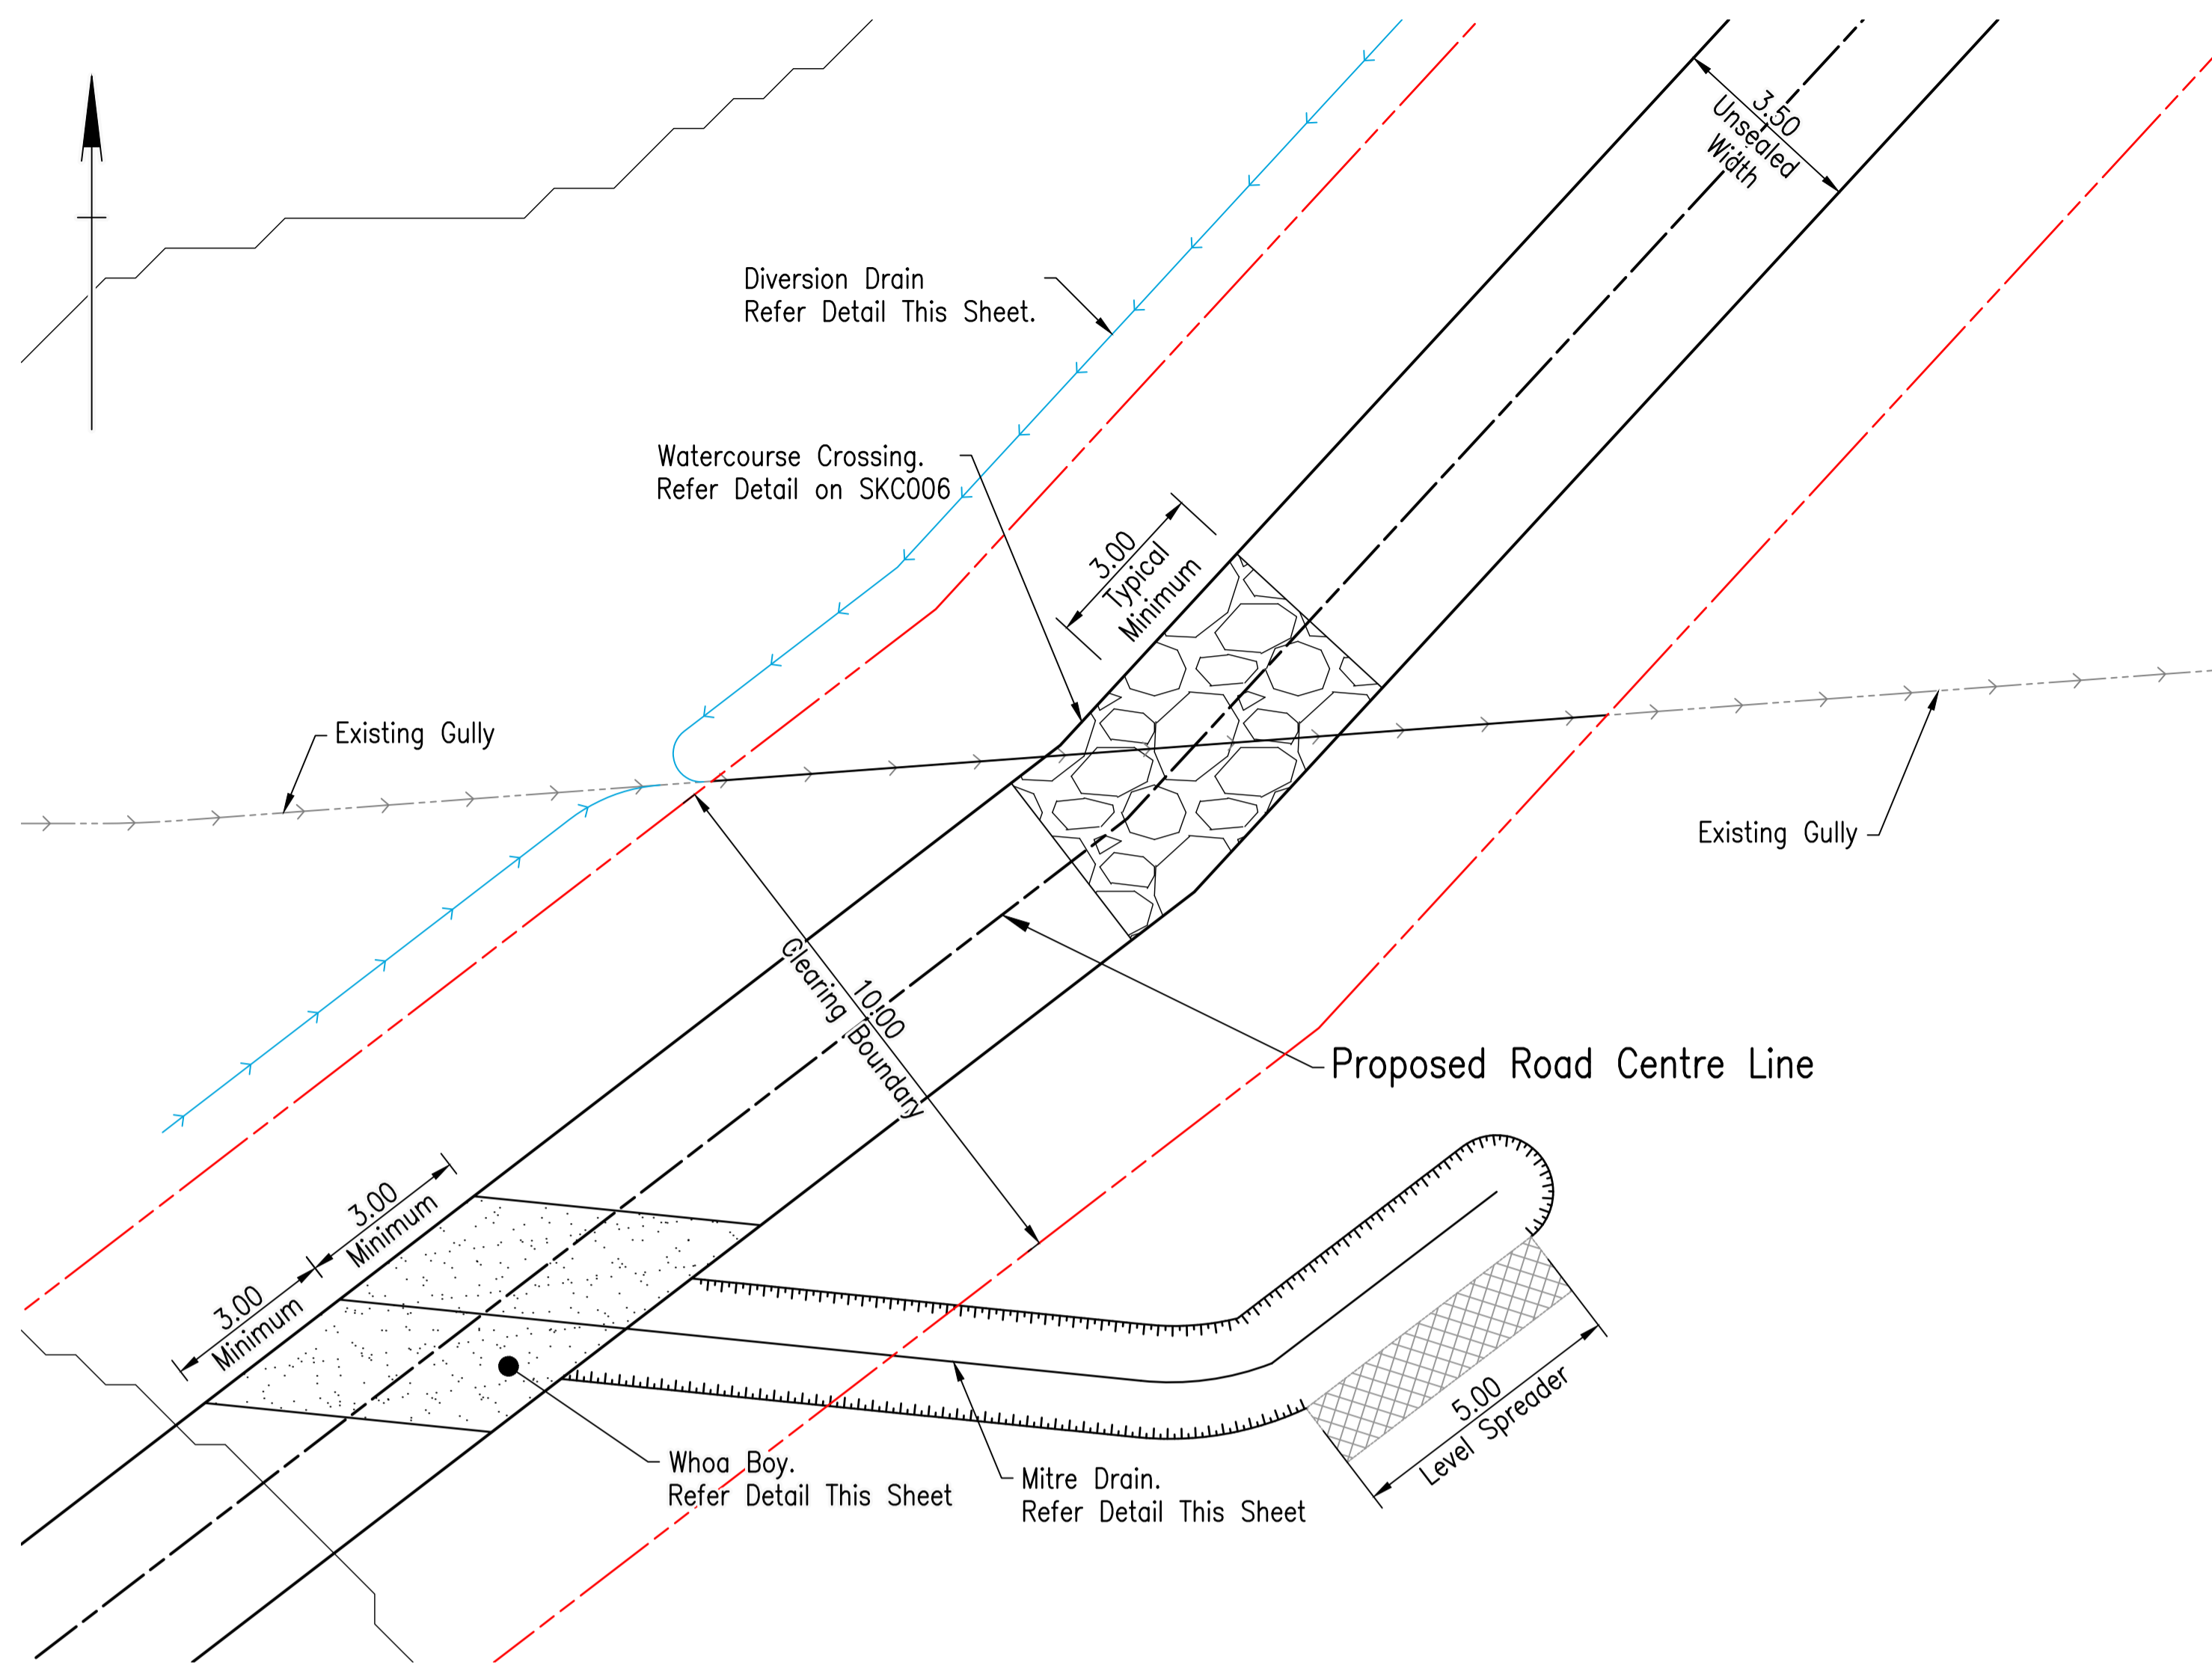 3.50
Unsealed
Width
Diversion Drain
Refer Detail This Sheet.
Watercourse Crossing.
Refer Detail on SKC006
3.00
Typical
Minimum
Existing Gully
Existing Gully
10.00
Clearing Boundary
Proposed Road Centre Line
3.00
Minimum
3.00
Minimum
5.00
Level Spreader
Whoa Boy.
Refer Detail This Sheet
Mitre Drain.
Refer Detail This Sheet